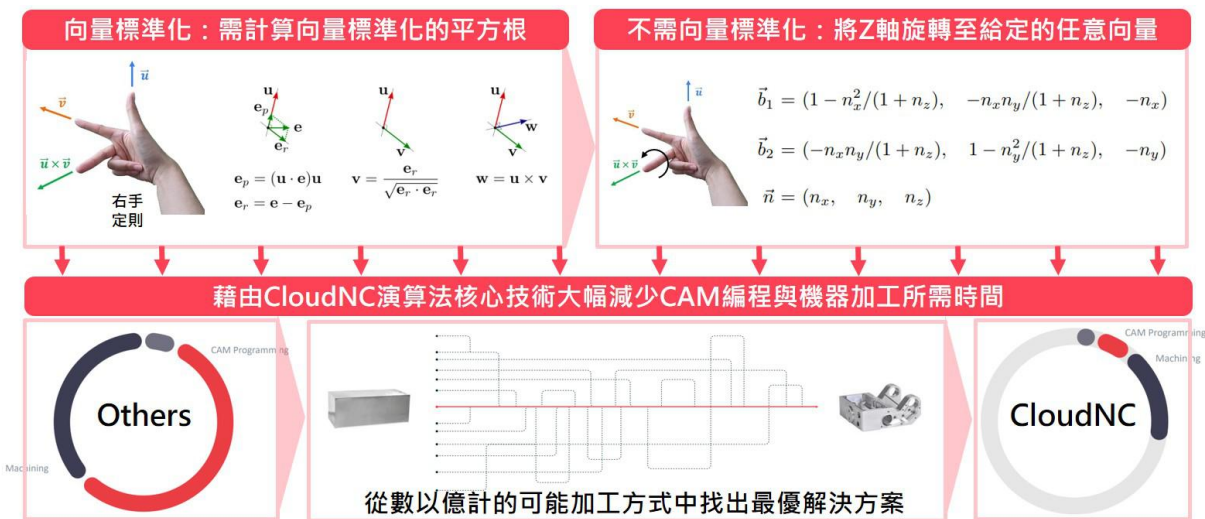 向量標準化：需計算向量標準化的平方根
不需向量標準化：將Z軸旋轉至給定的任意向量
u⃗
v⃗
u⃗ × v⃗
右手
定則
u
e_p
e
e_r
e_p = (u · e)u
e_r = e − e_p
u
v
v = e_r / √(e_r · e_r)
u
w
v
w = u × v
u⃗
v⃗
u⃗ × v⃗
b⃗₁ = (1 − n_x²/(1 + n_z), −n_x n_y/(1 + n_z), −n_x)
b⃗₂ = (−n_x n_y/(1 + n_z), 1 − n_y²/(1 + n_z), −n_y)
n⃗ = (n_x, n_y, n_z)
藉由CloudNC演算法核心技術大幅減少CAM編程與機器加工所需時間
CAM Programming
Others
Machining
從數以億計的可能加工方式中找出最優解決方案
CAM Programming
Machining
CloudNC